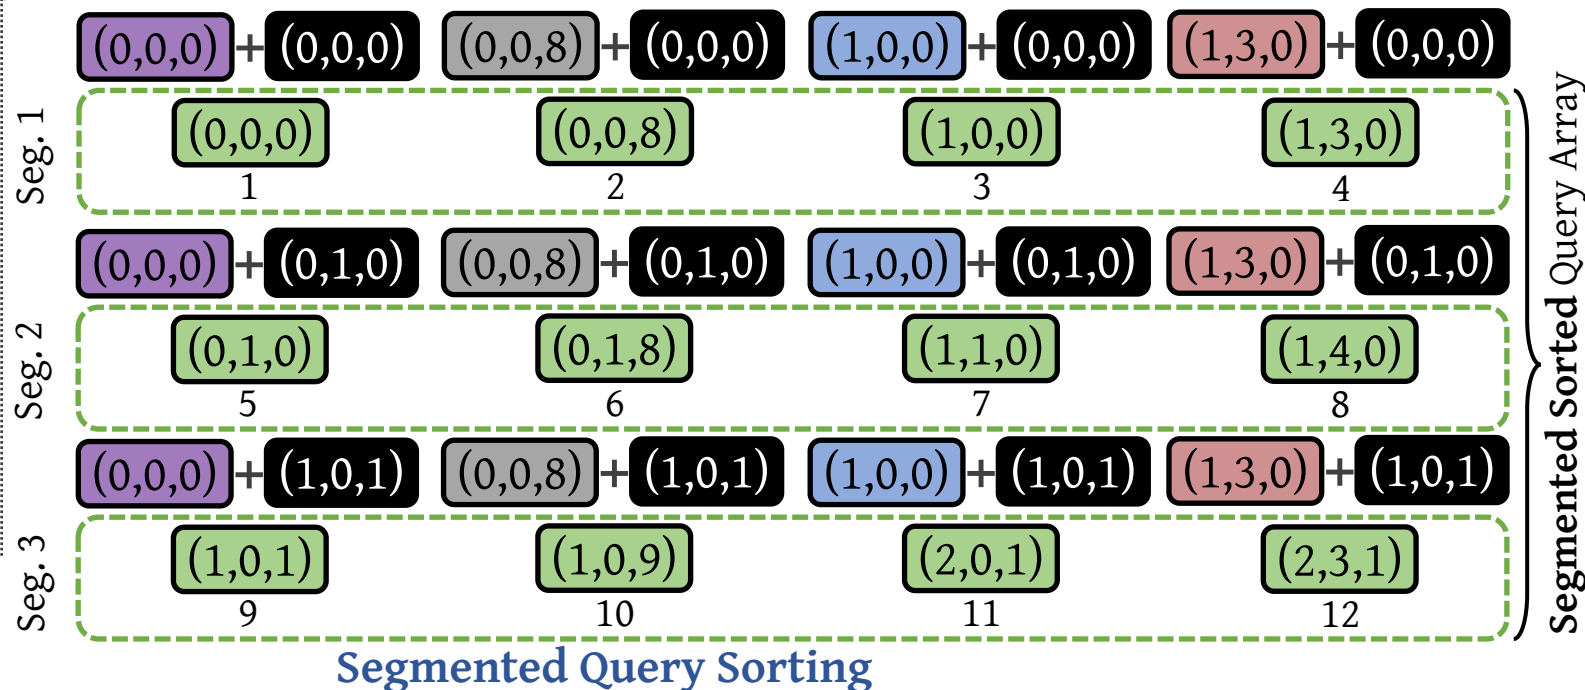 (0,0,0) + (0,0,0) (0,0,8) + (0,0,0) (1,0,0) + (0,0,0) (1,3,0) + (0,0,0)
Seg. 1
(0,0,0) (0,0,8) (1,0,0) (1,3,0)
1 2 3 4
(0,0,0) + (0,1,0) (0,0,8) + (0,1,0) (1,0,0) + (0,1,0) (1,3,0) + (0,1,0)
Seg. 2
(0,1,0) (0,1,8) (1,1,0) (1,4,0)
5 6 7 8
(0,0,0) + (1,0,1) (0,0,8) + (1,0,1) (1,0,0) + (1,0,1) (1,3,0) + (1,0,1)
Seg. 3
(1,0,1) (1,0,9) (2,0,1) (2,3,1)
9 10 11 12
Segmented Sorted Query Array
Segmented Query Sorting